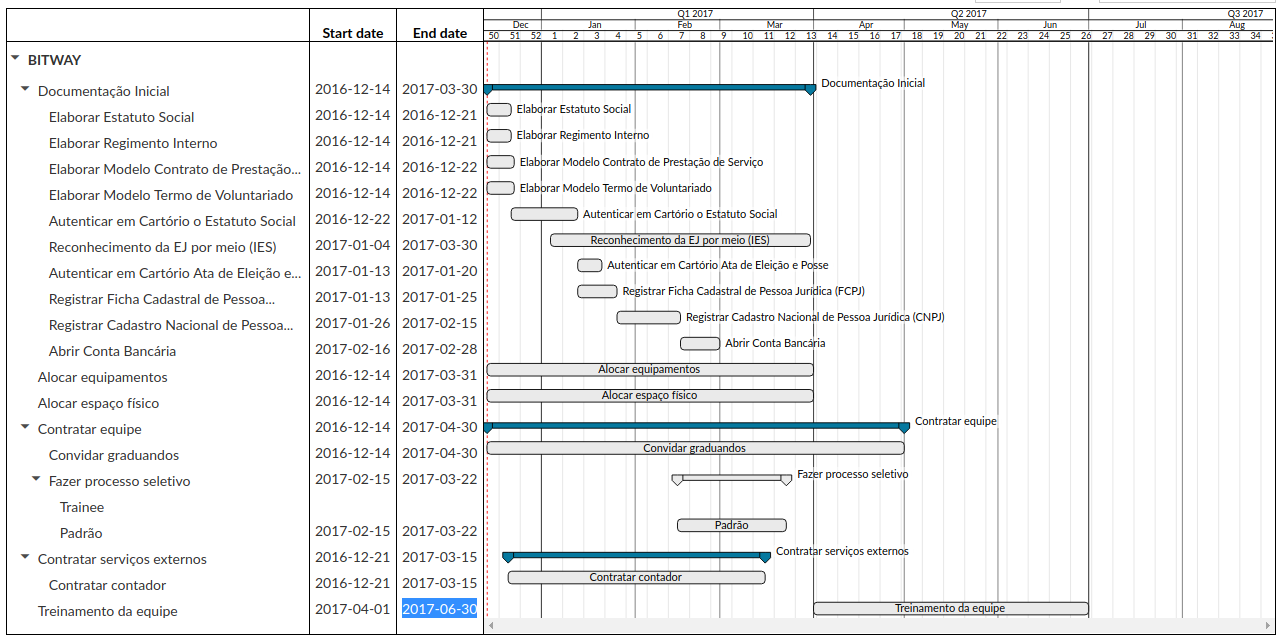 Q1 2017 Q2 2017 Q3 2017
Dec Jan Feb Mar Apr May Jun Jul Aug
Start date End date 50 51 52 1 2 3 4 5 6 7 8 9 10 11 12 13 14 15 16 17 18 19 20 21 22 23 24 25 26 27 28 29 30 31 32 33 34
BITWAY
Documentação Inicial 2016-12-14 2017-03-30 Documentação Inicial
Elaborar Estatuto Social 2016-12-14 2016-12-21 Elaborar Estatuto Social
Elaborar Regimento Interno 2016-12-14 2016-12-21 Elaborar Regimento Interno
Elaborar Modelo Contrato de Prestação... 2016-12-14 2016-12-22 Elaborar Modelo Contrato de Prestação de Serviço
Elaborar Modelo Termo de Voluntariado 2016-12-14 2016-12-22 Elaborar Modelo Termo de Voluntariado
Autenticar em Cartório o Estatuto Social 2016-12-22 2017-01-12 Autenticar em Cartório o Estatuto Social
Reconhecimento da EJ por meio (IES) 2017-01-04 2017-03-30 Reconhecimento da EJ por meio (IES)
Autenticar em Cartório Ata de Eleição e... 2017-01-13 2017-01-20 Autenticar em Cartório Ata de Eleição e Posse
Registrar Ficha Cadastral de Pessoa... 2017-01-13 2017-01-25 Registrar Ficha Cadastral de Pessoa Jurídica (FCPJ)
Registrar Cadastro Nacional de Pessoa... 2017-01-26 2017-02-15 Registrar Cadastro Nacional de Pessoa Jurídica (CNPJ)
Abrir Conta Bancária 2017-02-16 2017-02-28 Abrir Conta Bancária
Alocar equipamentos 2016-12-14 2017-03-31 Alocar equipamentos
Alocar espaço físico 2016-12-14 2017-03-31 Alocar espaço físico
Contratar equipe 2016-12-14 2017-04-30 Contratar equipe
Convidar graduandos 2016-12-14 2017-04-30 Convidar graduandos
Fazer processo seletivo 2017-02-15 2017-03-22 Fazer processo seletivo
Trainee
Padrão 2017-02-15 2017-03-22 Padrão
Contratar serviços externos 2016-12-21 2017-03-15 Contratar serviços externos
Contratar contador 2016-12-21 2017-03-15 Contratar contador
Treinamento da equipe 2017-04-01 2017-06-30 Treinamento da equipe